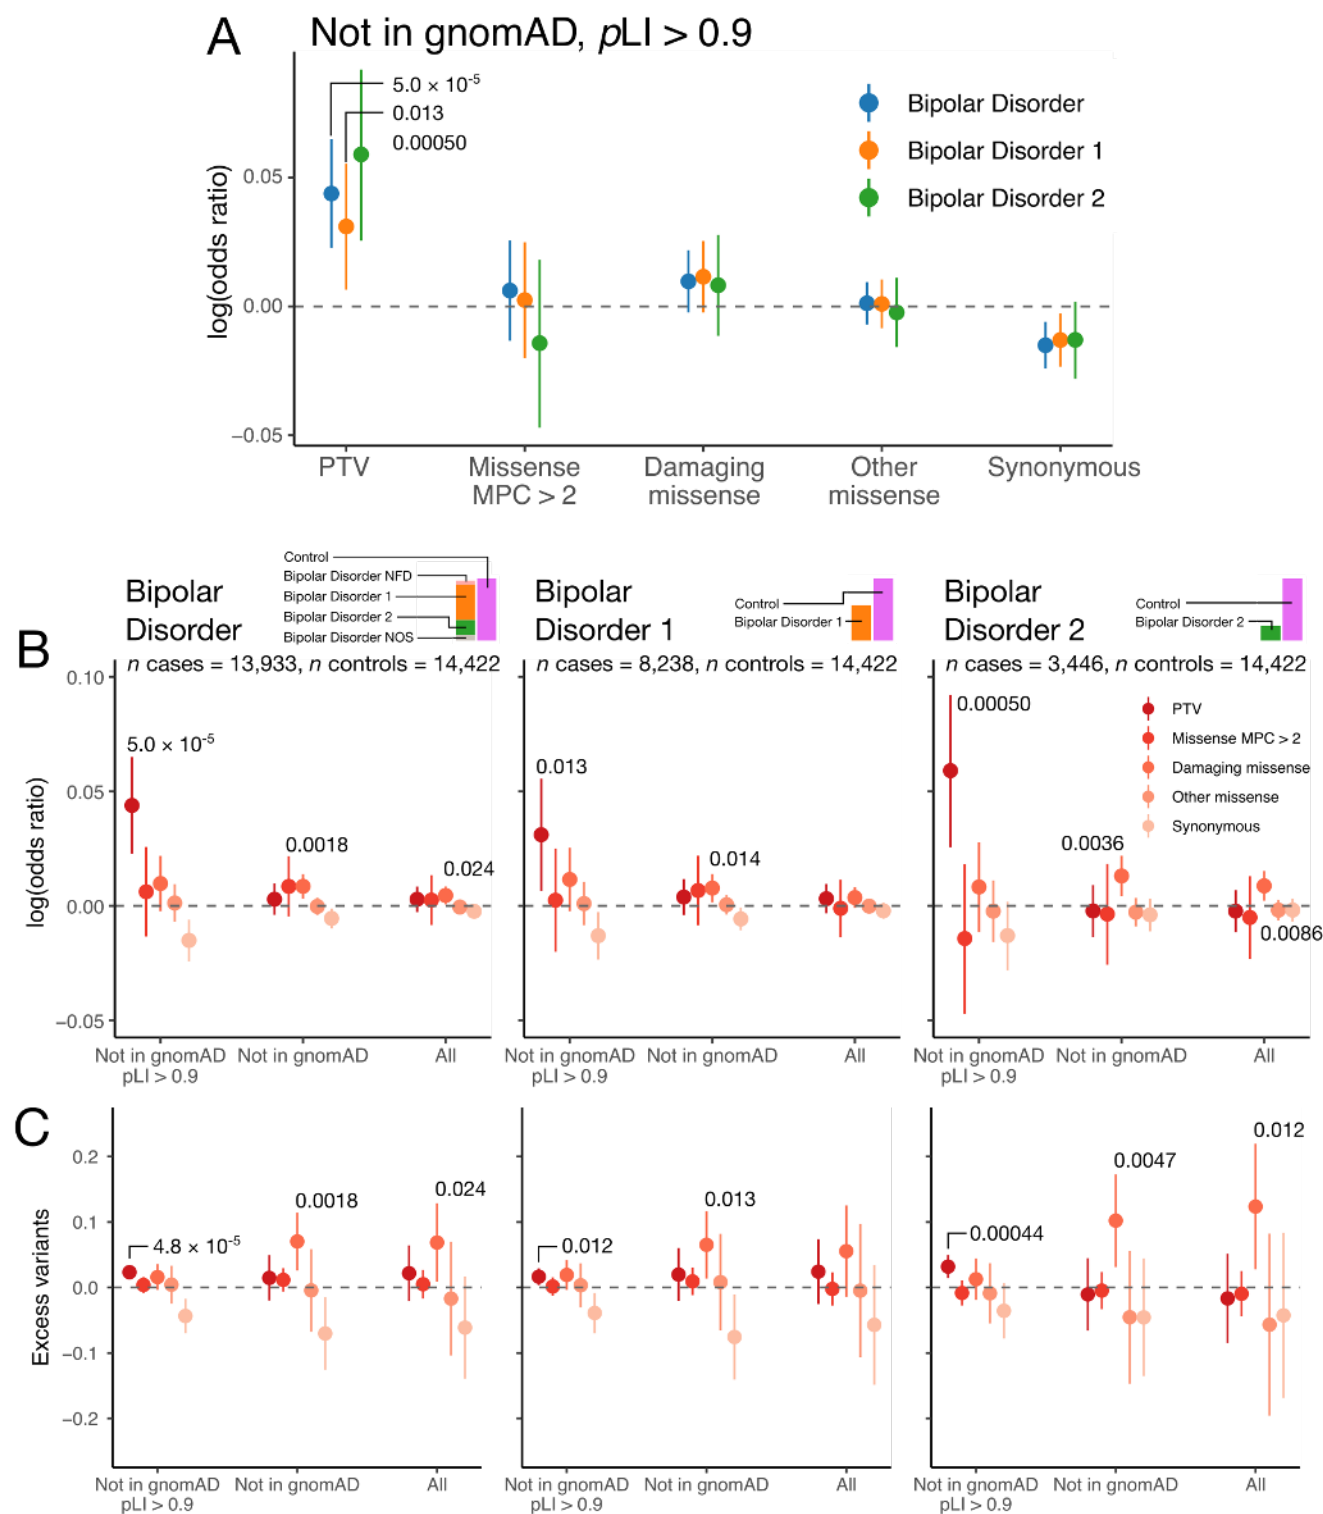 A
Not in gnomAD, pLI > 0.9
5.0 × 10-5
0.013
0.00050
Bipolar Disorder
Bipolar Disorder 1
Bipolar Disorder 2
log(odds ratio)
0.05
0.00
−0.05
PTV
Missense
MPC > 2
Damaging
missense
Other
missense
Synonymous
B
Bipolar
Disorder
Control
Bipolar Disorder NFD
Bipolar Disorder 1
Bipolar Disorder 2
Bipolar Disorder NOS
n cases = 13,933, n controls = 14,422
Bipolar
Disorder 1
Control
Bipolar Disorder 1
n cases = 8,238, n controls = 14,422
Bipolar
Disorder 2
Control
Bipolar Disorder 2
n cases = 3,446, n controls = 14,422
log(odds ratio)
0.10
0.05
0.00
−0.05
5.0 × 10-5
0.0018
0.024
0.013
0.014
0.00050
0.0036
0.0086
PTV
Missense MPC > 2
Damaging missense
Other missense
Synonymous
Not in gnomAD
pLI > 0.9
Not in gnomAD
All
Not in gnomAD
pLI > 0.9
Not in gnomAD
All
Not in gnomAD
pLI > 0.9
Not in gnomAD
All
C
Excess variants
0.2
0.1
0.0
−0.1
−0.2
4.8 × 10-5
0.0018
0.024
0.012
0.013
0.00044
0.0047
0.012
Not in gnomAD
pLI > 0.9
Not in gnomAD
All
Not in gnomAD
pLI > 0.9
Not in gnomAD
All
Not in gnomAD
pLI > 0.9
Not in gnomAD
All